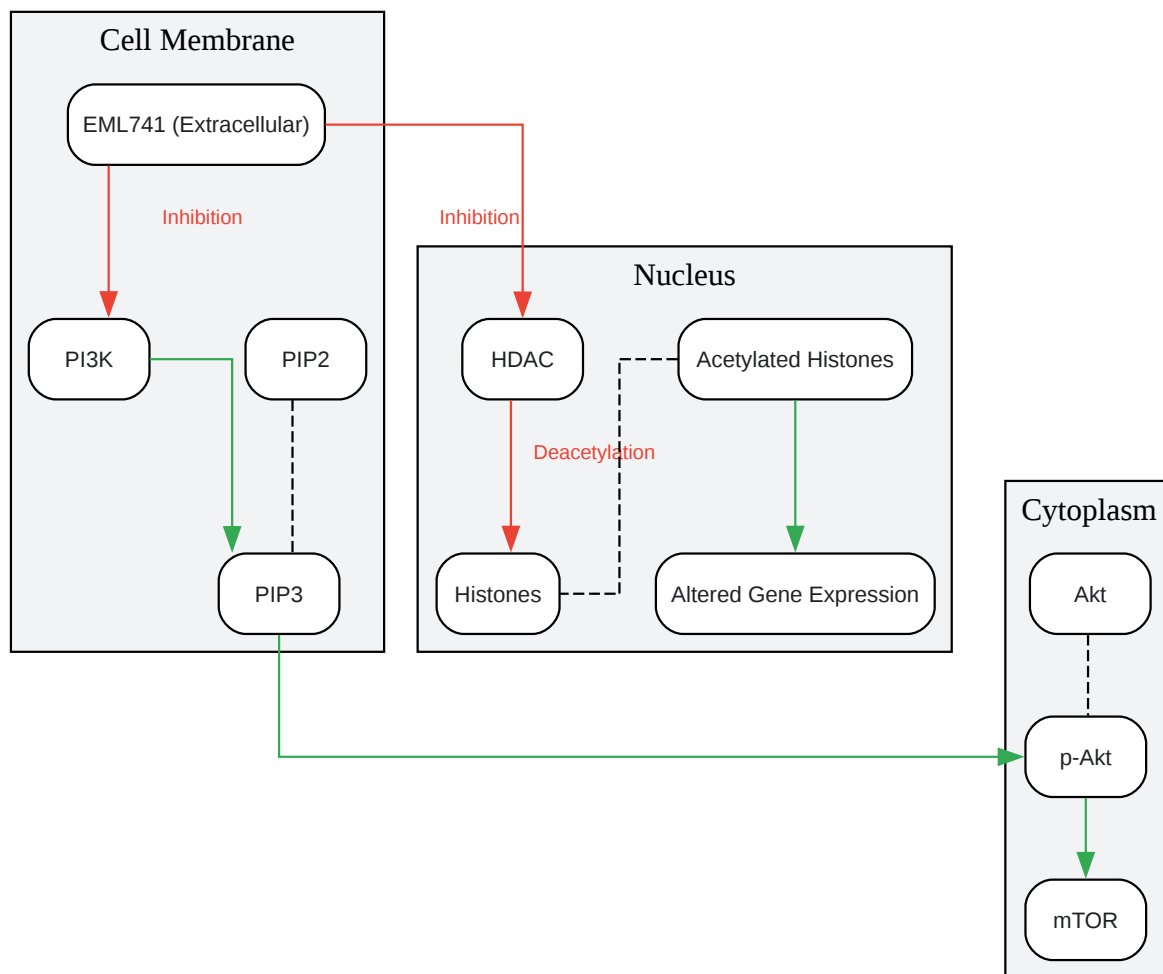 Cell Membrane
EML741 (Extracellular)
Inhibition
Inhibition
Nucleus
PI3K
PIP2
HDAC
Acetylated Histones
Deacetylation
Cytoplasm
PIP3
Histones
Altered Gene Expression
Akt
p-Akt
mTOR